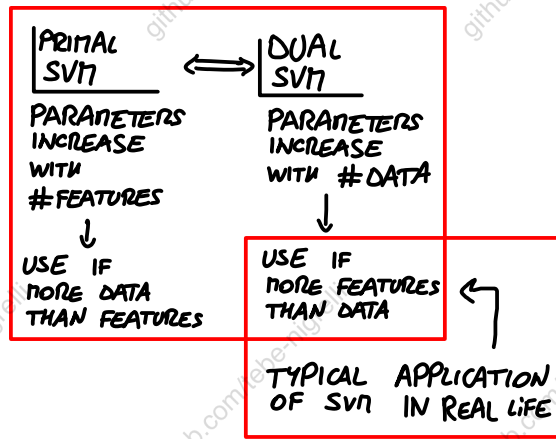 PRIMAL
SVM
PARAMETERS
INCREASE
WITH
#FEATURES
USE IF
MORE DATA
THAN FEATURES
DUAL
SVM
PARAMETERS
INCREASE
WITH #DATA
USE IF
MORE FEATURES
THAN DATA
TYPICAL APPLICATION
OF SVM IN REAL LIFE